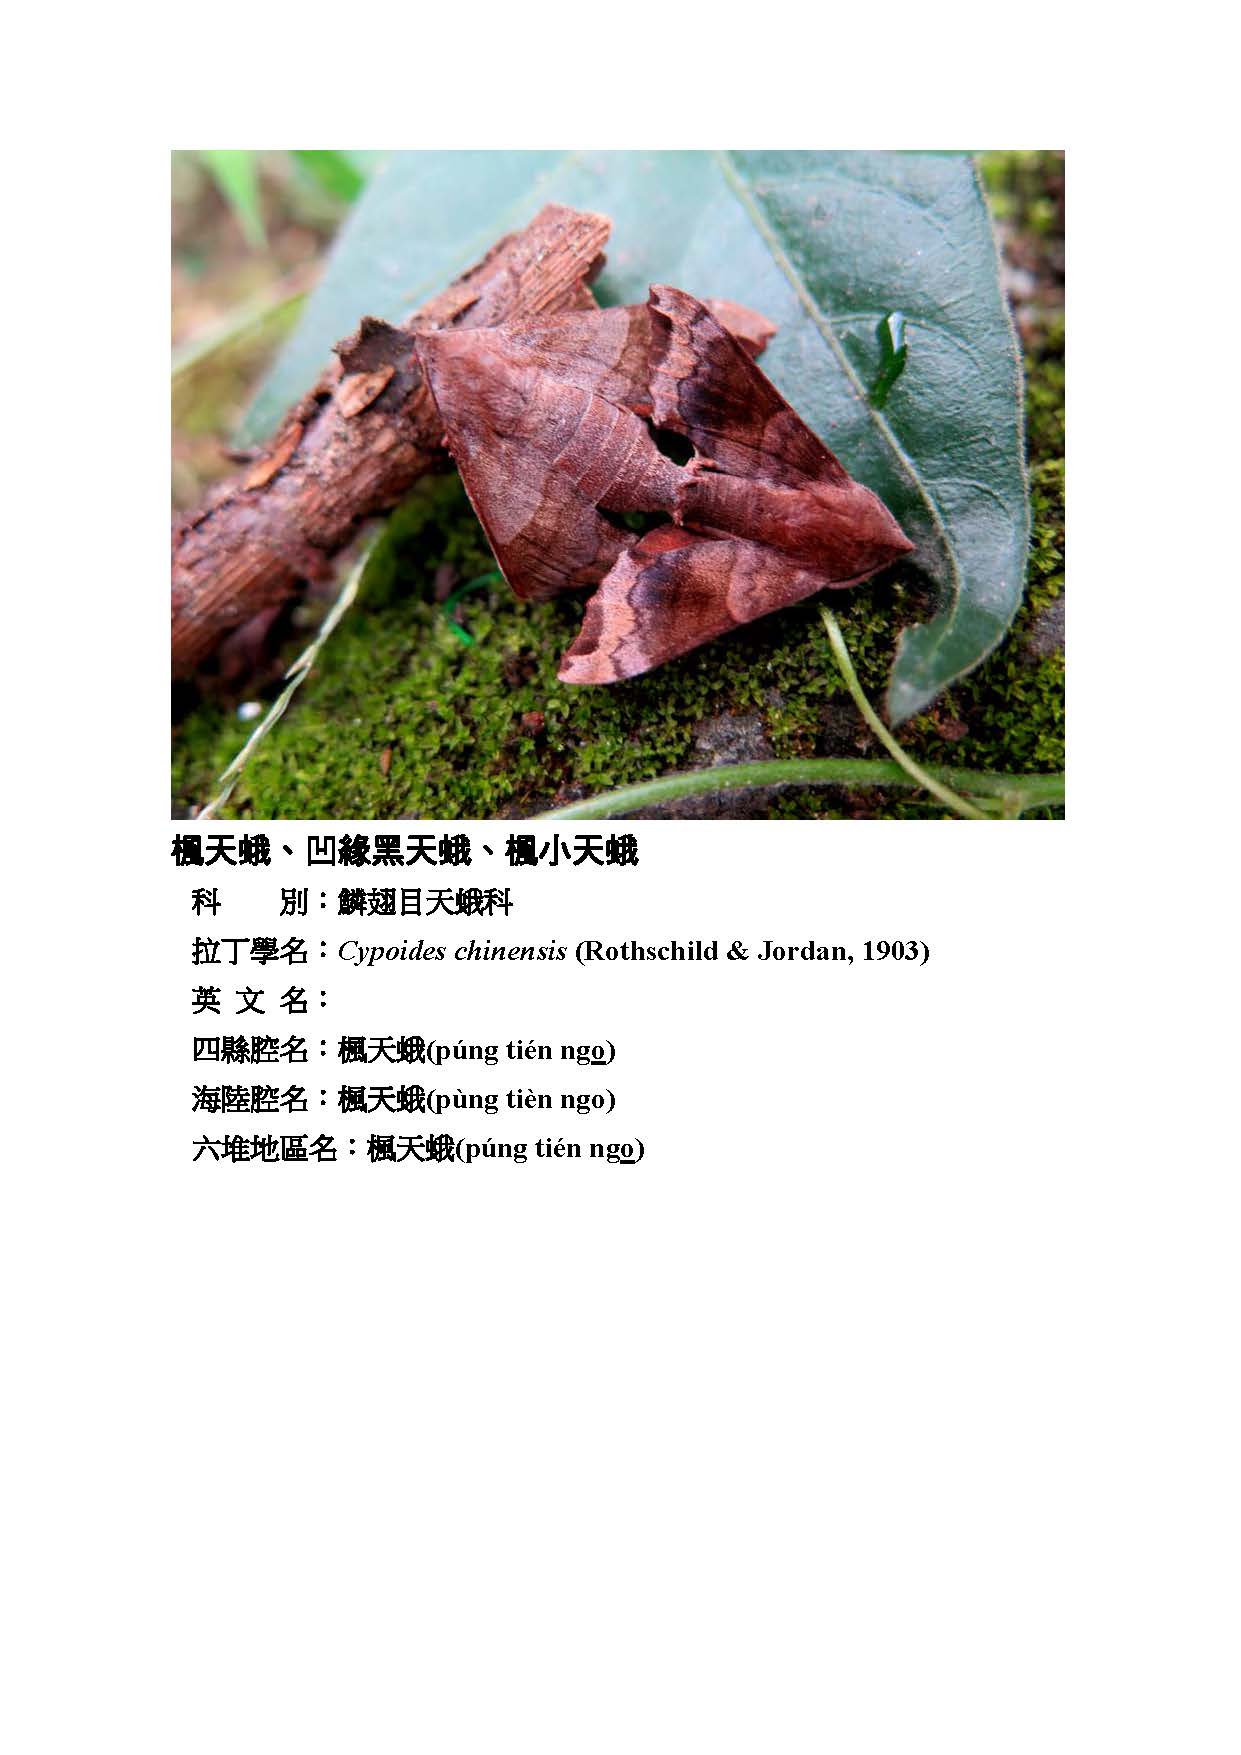 楓天蛾、凹緣黑天蛾、楓小天蛾
科　　別：鱗翅目天蛾科
拉丁學名：Cypoides chinensis (Rothschild & Jordan, 1903)
英 文 名：
四縣腔名：楓天蛾(púng tién ngo)
海陸腔名：楓天蛾(pùng tièn ngo)
六堆地區名：楓天蛾(púng tién ngo)